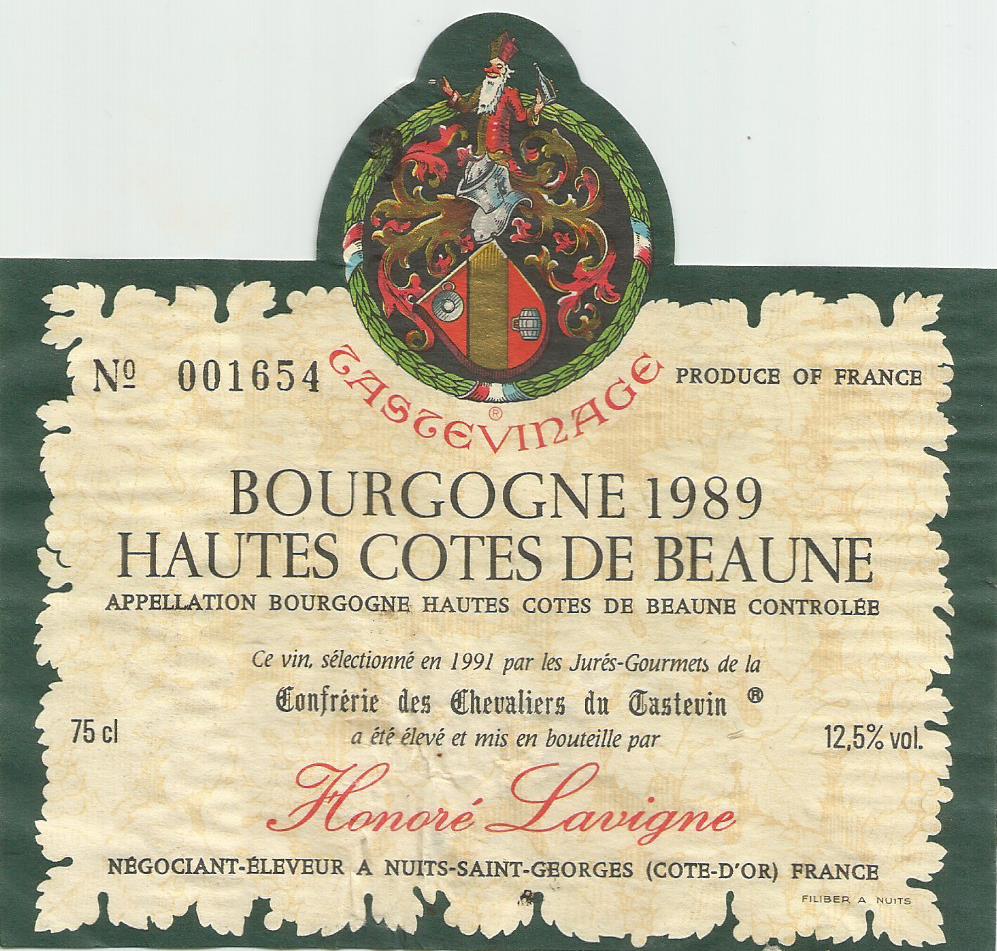 Nº 001654
TASTEVINAGE
®
PRODUCE OF FRANCE
BOURGOGNE 1989
HAUTES COTES DE BEAUNE
APPELLATION BOURGOGNE HAUTES COTES DE BEAUNE CONTROLÉE
Ce vin, sélectionné en 1991 par les Jurés-Gourmets de la
Confrérie des Chevaliers du Tastevin ®
75 cl
a été élevé et mis en bouteille par
12,5% vol.
Honoré Lavigne
NÉGOCIANT-ÉLEVEUR A NUITS-SAINT-GEORGES (COTE-D'OR) FRANCE
FILIBER A NUITS